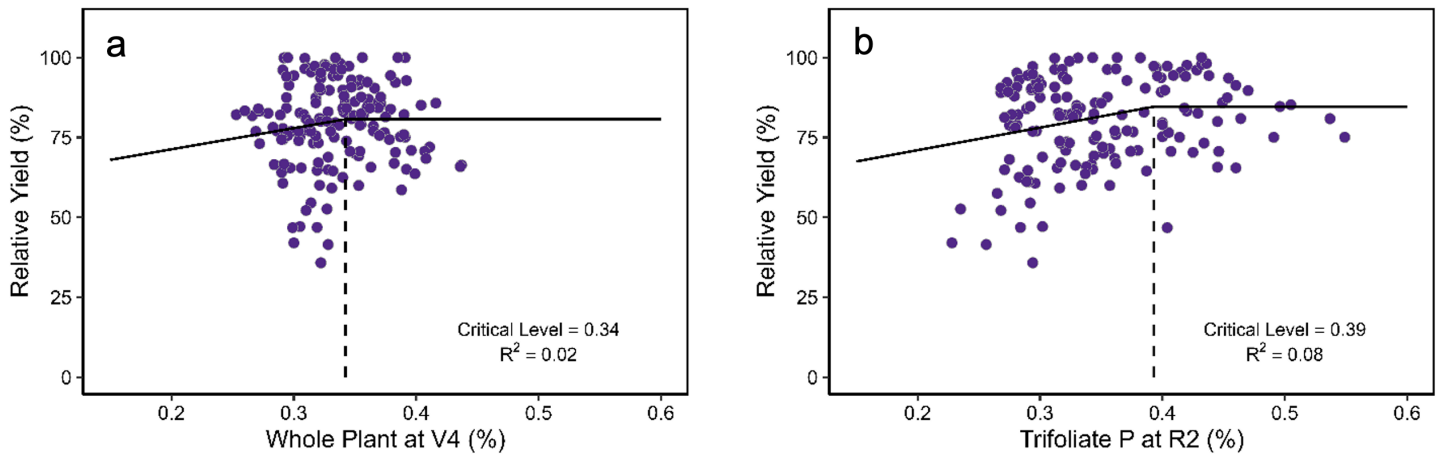 a
Relative Yield (%)
100
75
50
25
0
Critical Level = 0.34
R² = 0.02
0.2 0.3 0.4 0.5 0.6
Whole Plant at V4 (%)
b
Relative Yield (%)
100
75
50
25
0
Critical Level = 0.39
R² = 0.08
0.2 0.3 0.4 0.5 0.6
Trifoliate P at R2 (%)